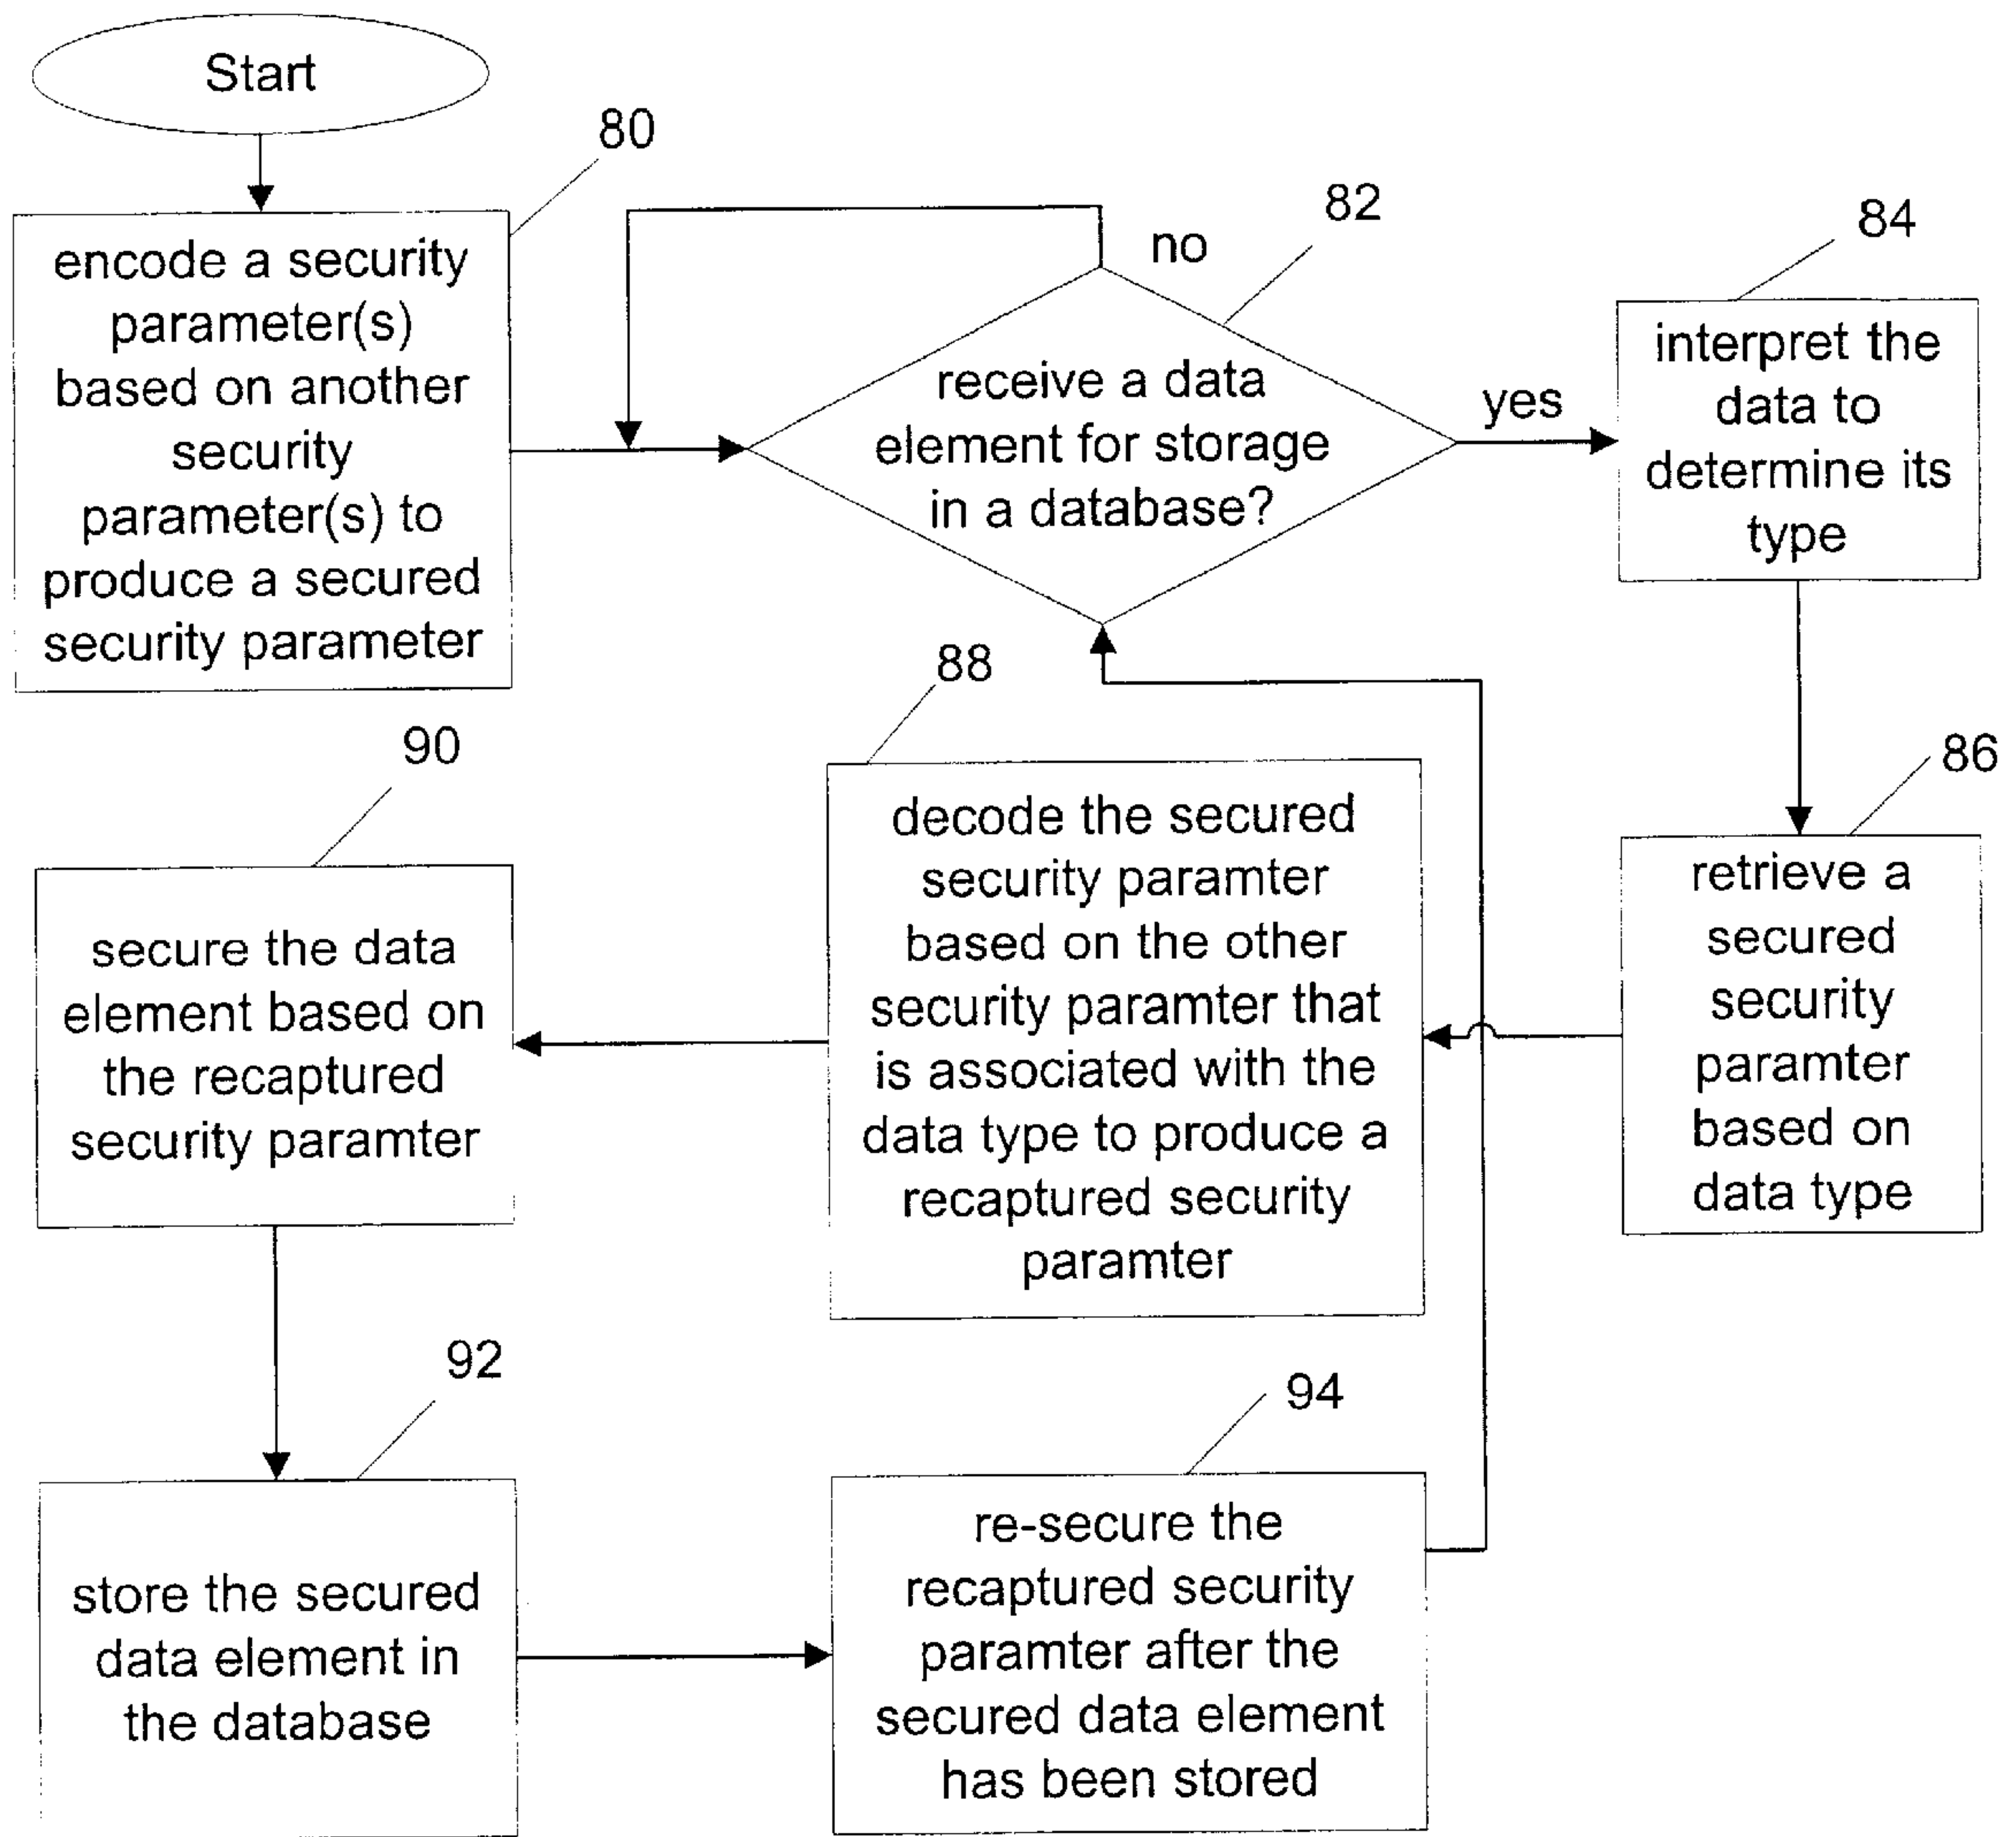 Start
80
encode a security
parameter(s)
based on another
security
parameter(s) to
produce a secured
security parameter
82
no
receive a data
element for storage
in a database?
yes
84
interpret the
data to
determine its
type
86
retrieve a
secured
security
paramter
based on
data type
88
decode the secured
security paramter
based on the other
security paramter that
is associated with the
data type to produce a
recaptured security
paramter
90
secure the data
element based on
the recaptured
security paramter
92
store the secured
data element in
the database
94
re-secure the
recaptured security
paramter after the
secured data element
has been stored